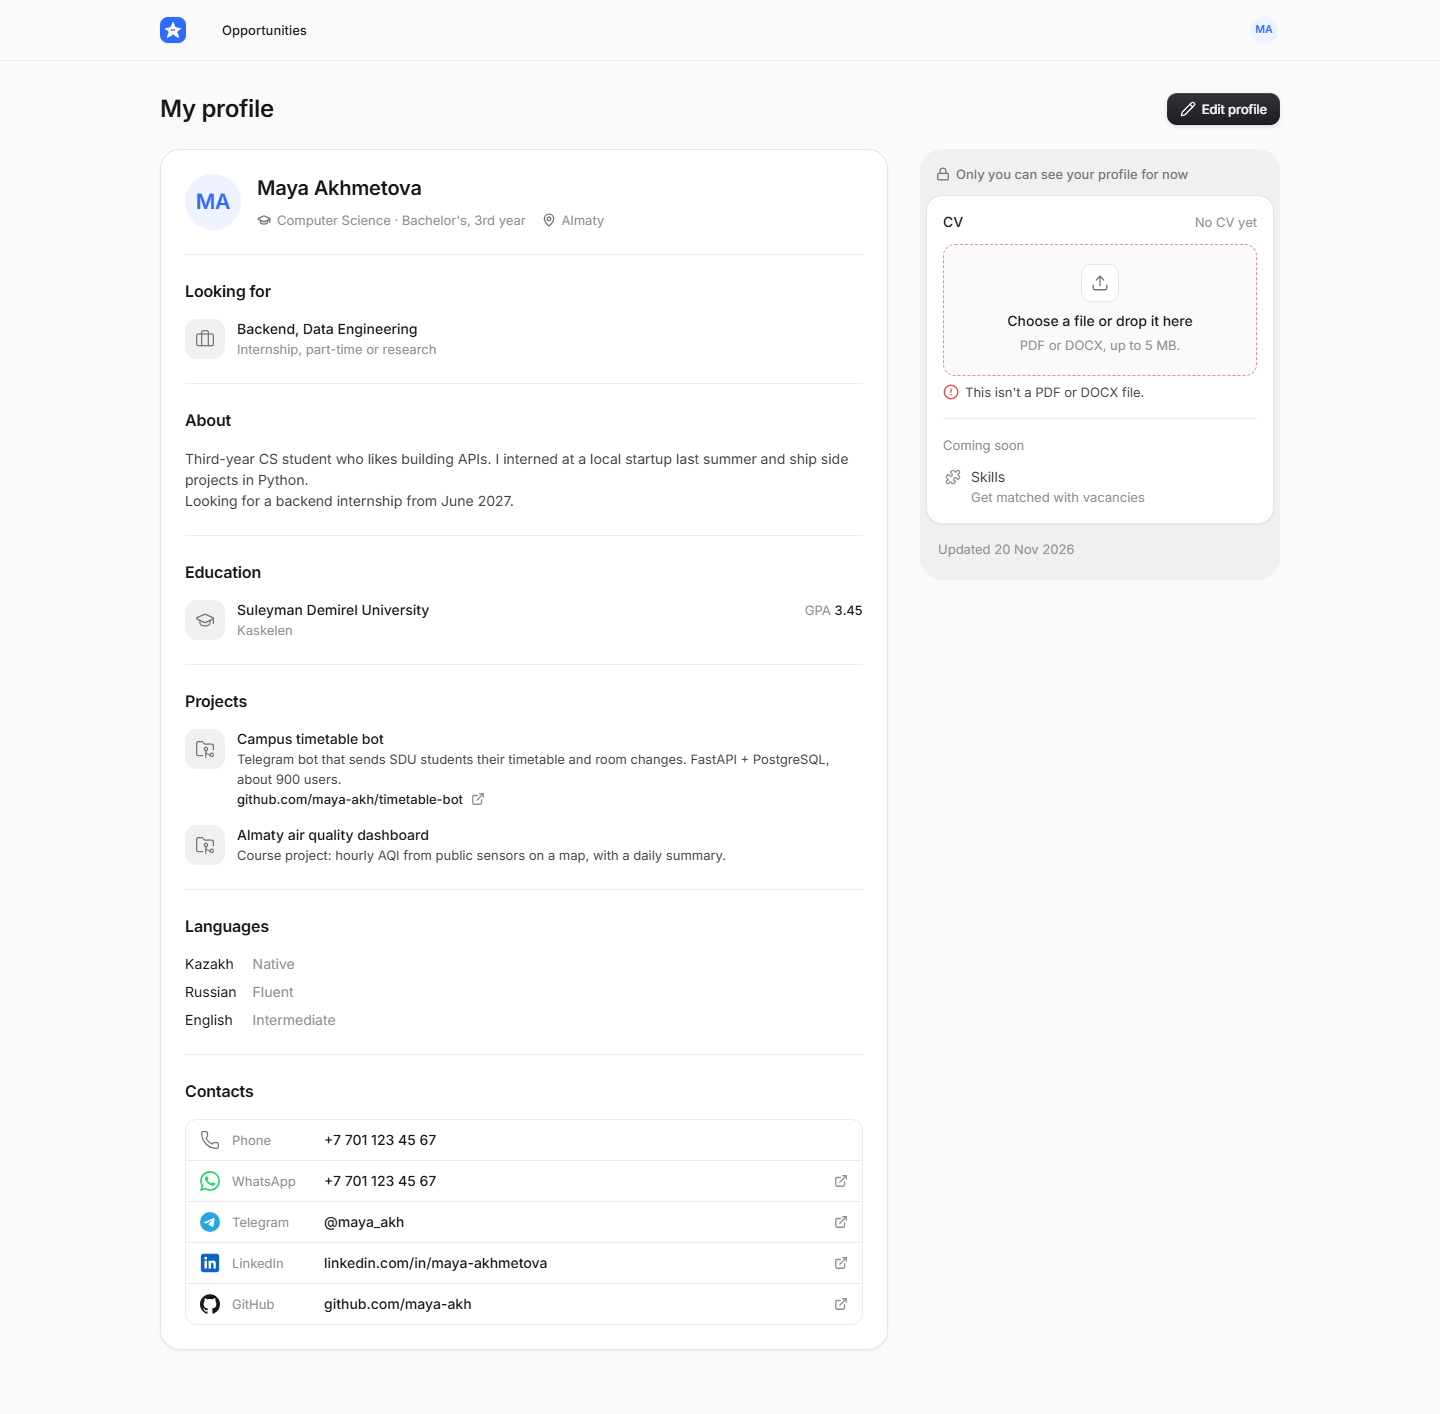 Opportunities
MA
My profile
Edit profile
MA
Maya Akhmetova
Computer Science · Bachelor's, 3rd year
Almaty
Looking for
Backend, Data Engineering
Internship, part-time or research
About
Third-year CS student who likes building APIs. I interned at a local startup last summer and ship side
projects in Python.
Looking for a backend internship from June 2027.
Education
Suleyman Demirel University
GPA 3.45
Kaskelen
Projects
Campus timetable bot
Telegram bot that sends SDU students their timetable and room changes. FastAPI + PostgreSQL,
about 900 users.
github.com/maya-akh/timetable-bot
Almaty air quality dashboard
Course project: hourly AQI from public sensors on a map, with a daily summary.
Languages
Kazakh Native
Russian Fluent
English Intermediate
Contacts
Phone +7 701 123 45 67
WhatsApp +7 701 123 45 67
Telegram @maya_akh
LinkedIn linkedin.com/in/maya-akhmetova
GitHub github.com/maya-akh
Only you can see your profile for now
CV
No CV yet
Choose a file or drop it here
PDF or DOCX, up to 5 MB.
This isn't a PDF or DOCX file.
Coming soon
Skills
Get matched with vacancies
Updated 20 Nov 2026